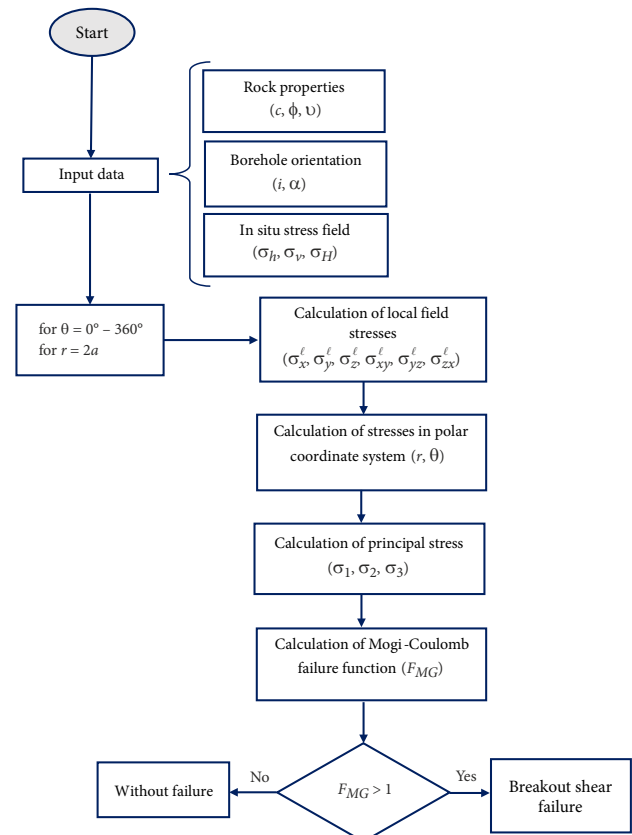 Start
Input data
Rock properties
(c, ϕ, υ)
Borehole orientation
(i, α)
In situ stress field
(σh, σv, σH)
for θ = 0° – 360°
for r = 2a
Calculation of local field
stresses
(σxℓ, σyℓ, σzℓ, σxyℓ, σyzℓ, σzxℓ)
Calculation of stresses in polar
coordinate system (r, θ)
Calculation of principal stress
(σ1, σ2, σ3)
Calculation of Mogi-Coulomb
failure function (FMG)
FMG > 1
No
Without failure
Yes
Breakout shear
failure